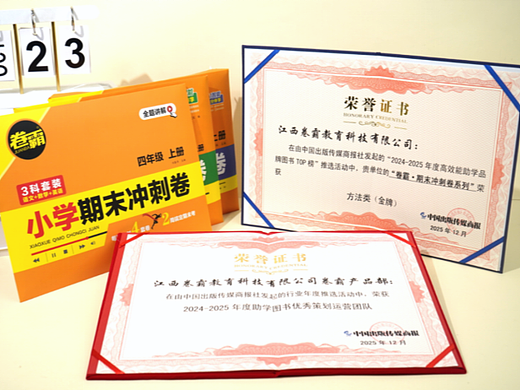 23
全题讲解
卷霸
四年级 上册
3科套装
语文+数学+英语
小学期末冲刺卷
XIAOXUE QIMO CHONGCI JUAN
荣誉证书
HONORARY CREDENTIAL
江西卷霸教育科技有限公司：
在由中国出版传媒商报社发起的“2024-2025年度高效能助学品
牌图书TOP榜”推选活动中，贵单位的“卷霸·期末冲刺卷系列”荣
获
方法类（金牌）
中国出版传媒商报
2025年12月
荣誉证书
江西卷霸教育科技有限公司卷霸产品部：
在由中国出版传媒商报社发起的行业年度推选活动中，荣获
2024-2025年度助学图书优秀策划运营团队
中国出版传媒商报
2025年12月